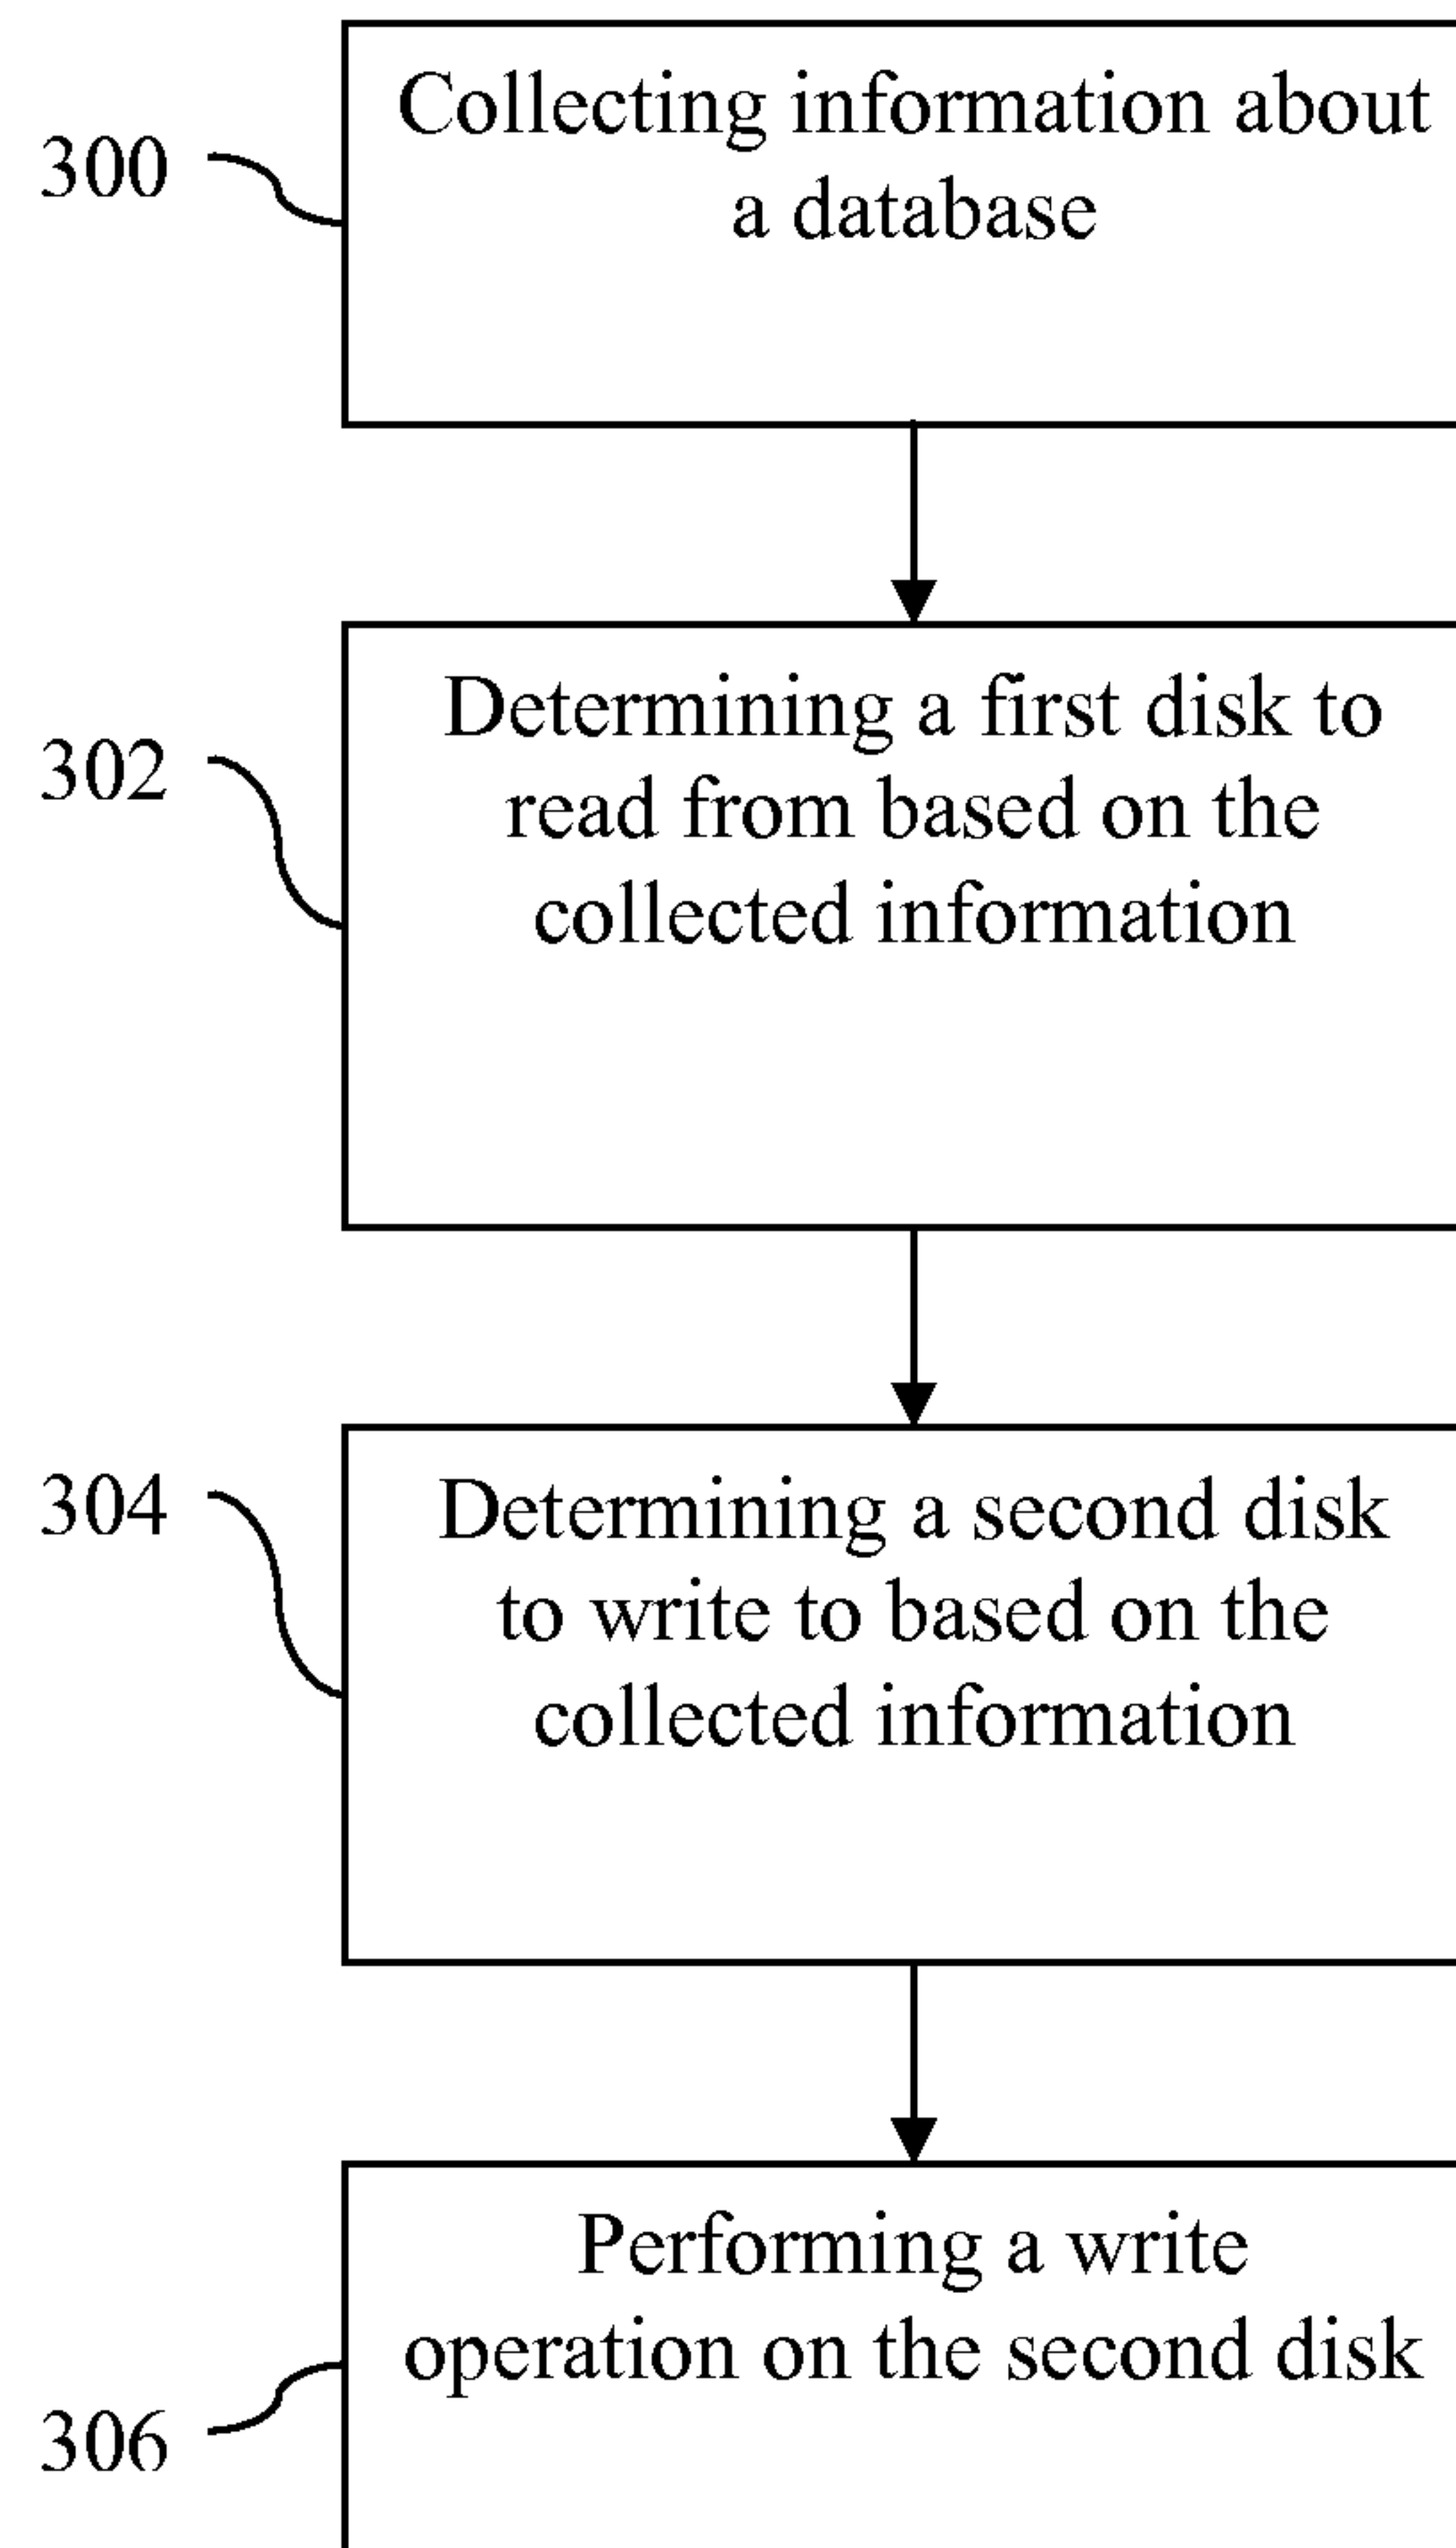 300
Collecting information about
a database
302
Determining a first disk to
read from based on the
collected information
304
Determining a second disk
to write to based on the
collected information
306
Performing a write
operation on the second disk